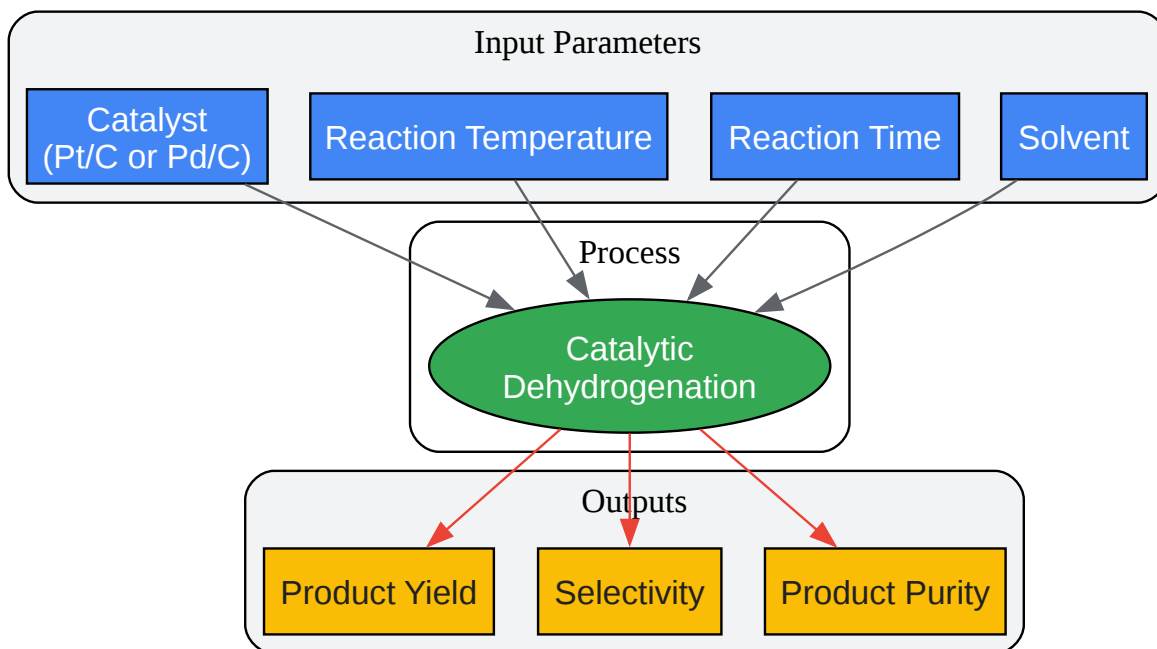 Input Parameters
Catalyst
(Pt/C or Pd/C)
Reaction Temperature
Reaction Time
Solvent
Process
Catalytic
Dehydrogenation
Outputs
Product Yield
Selectivity
Product Purity